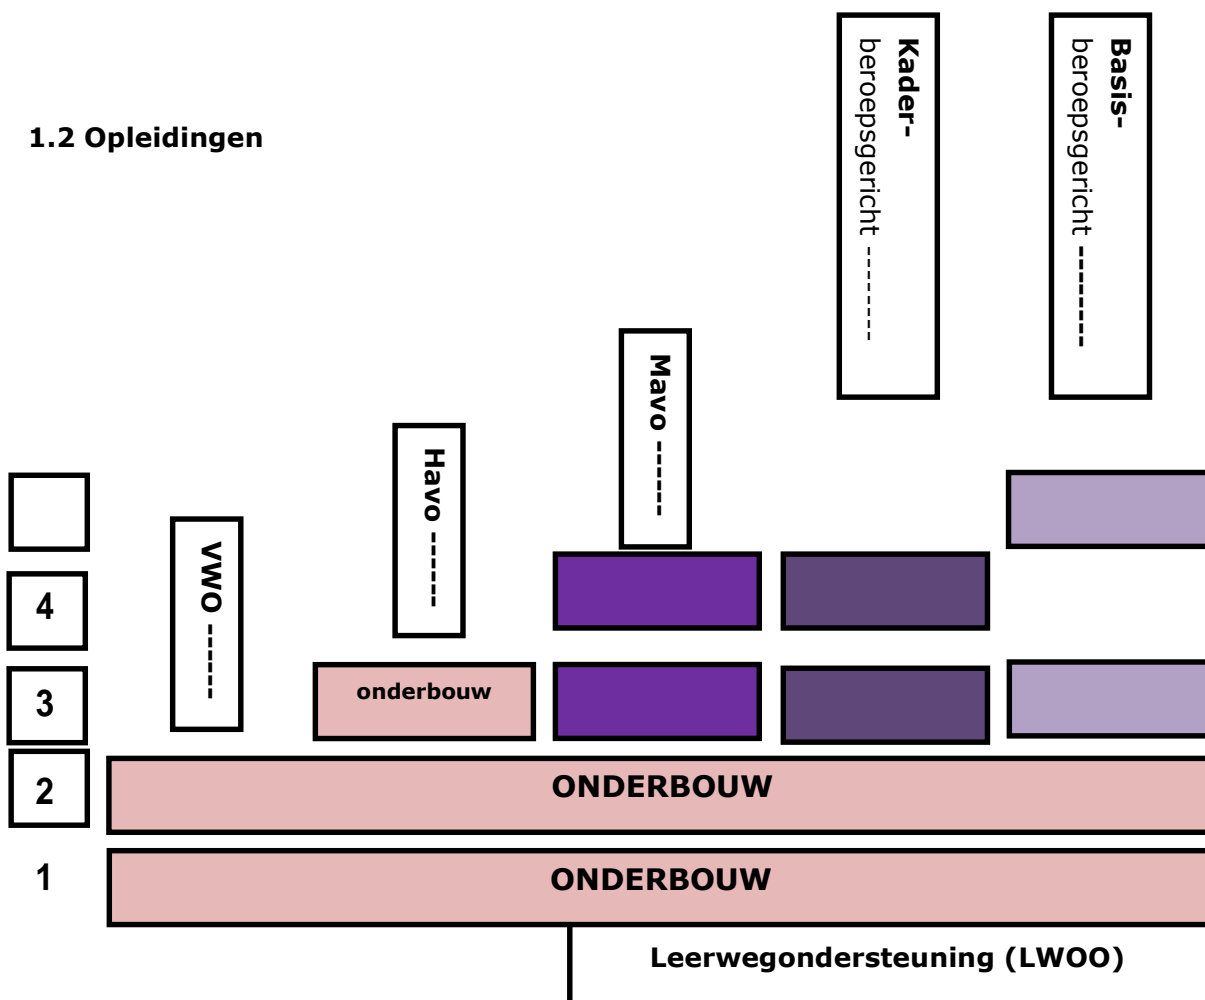 1.2 Opleidingen
Kader-
beroepsgericht ---------
Basis-
beroepsgericht --------
Mavo ------
Havo ------
VWO ------
4
3
onderbouw
2
ONDERBOUW
1
ONDERBOUW
Leerwegondersteuning (LWOO)